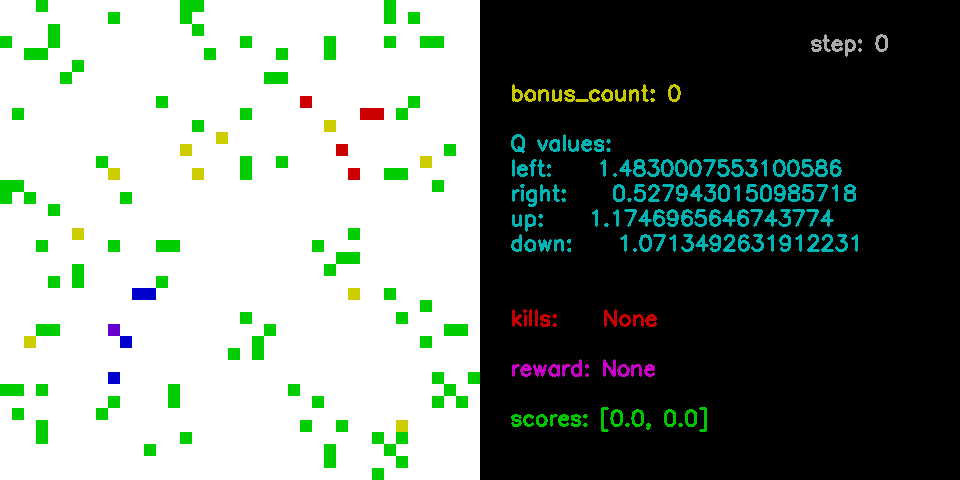 step: 0
bonus_count: 0
Q values:
left: 1.4830007553100586
right: 0.5279430150985718
up: 1.1746965646743774
down: 1.0713492631912231
kills: None
reward: None
scores: [0.0, 0.0]